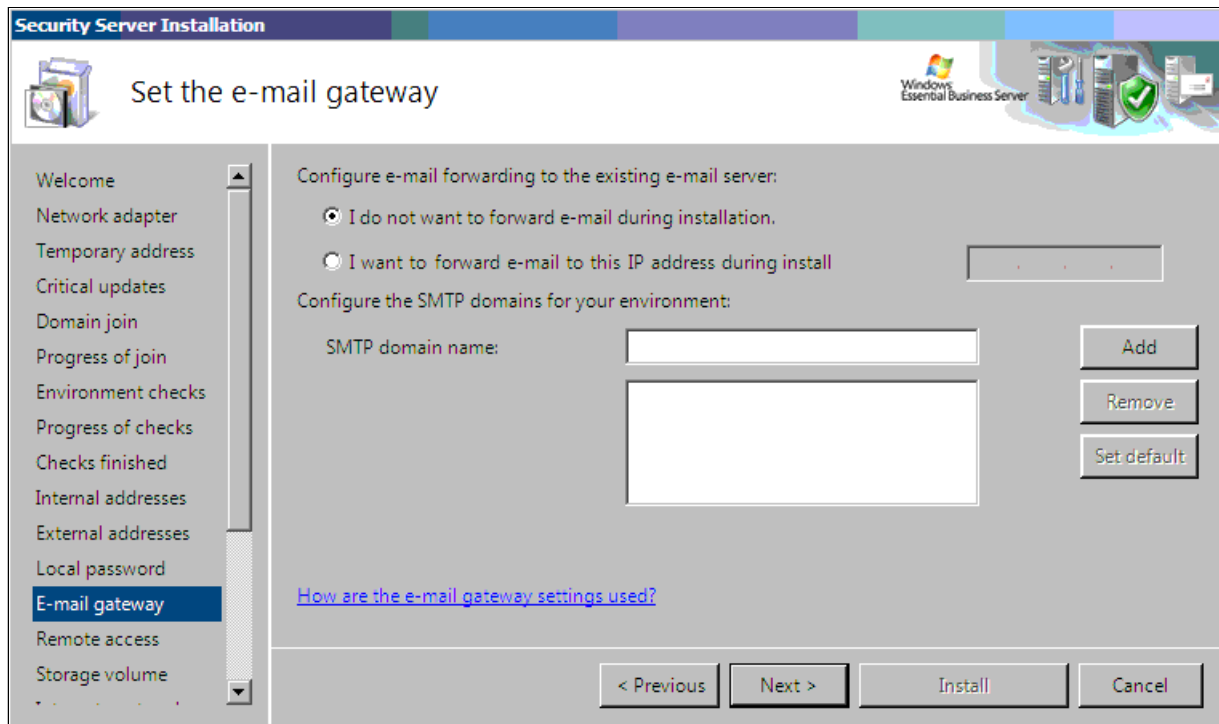 Security Server Installation
Set the e-mail gateway
Windows
Essential Business Server
Welcome
Network adapter
Temporary address
Critical updates
Domain join
Progress of join
Environment checks
Progress of checks
Checks finished
Internal addresses
External addresses
Local password
E-mail gateway
Remote access
Storage volume
Configure e-mail forwarding to the existing e-mail server:
I do not want to forward e-mail during installation.
I want to forward e-mail to this IP address during install
Configure the SMTP domains for your environment:
SMTP domain name:
Add
Remove
Set default
How are the e-mail gateway settings used?
< Previous
Next >
Install
Cancel